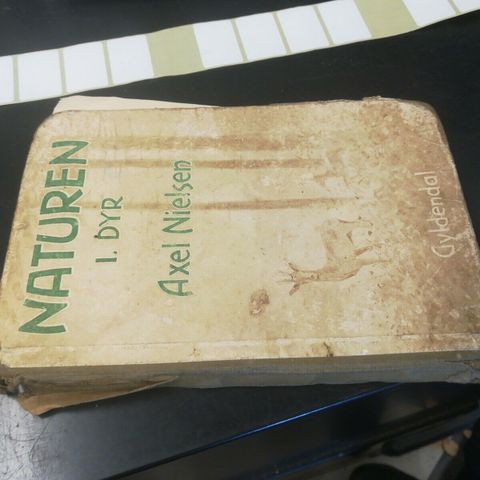 NATUREN
I. DYR
Axel Nielsen
Gyldendal